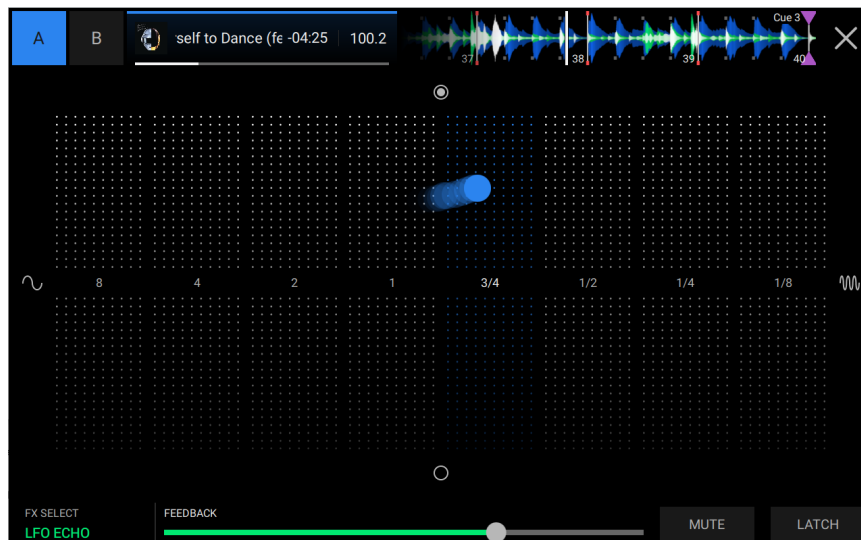 A
B
self to Dance (fe -04:25
100.2
37
38
39
40
Cue 3
8
4
2
1
3/4
1/2
1/4
1/8
FX SELECT
LFO ECHO
FEEDBACK
MUTE
LATCH